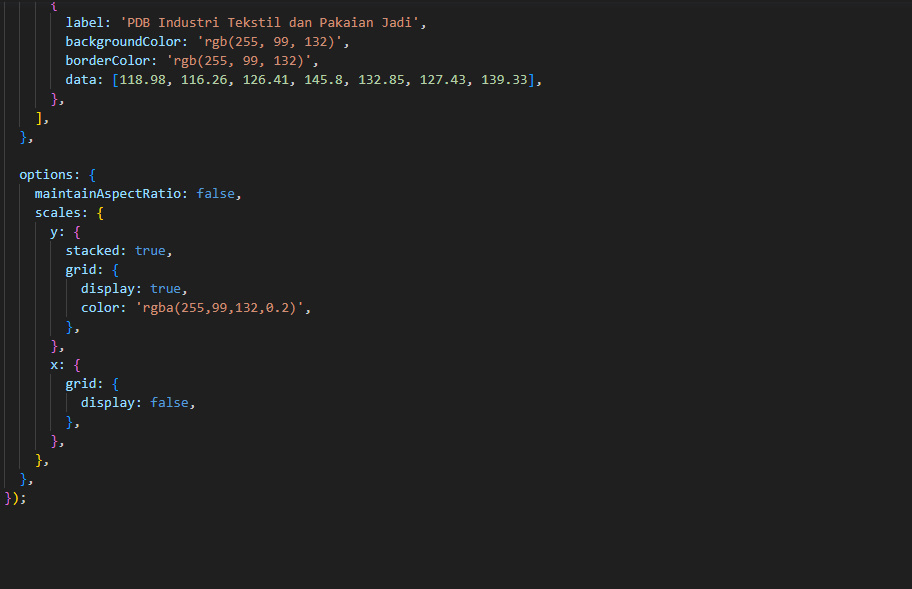 {
label: 'PDB Industri Tekstil dan Pakaian Jadi',
backgroundColor: 'rgb(255, 99, 132)',
borderColor: 'rgb(255, 99, 132)',
data: [118.98, 116.26, 126.41, 145.8, 132.85, 127.43, 139.33],
},
],
},
options: {
maintainAspectRatio: false,
scales: {
y: {
stacked: true,
grid: {
display: true,
color: 'rgba(255,99,132,0.2)',
},
},
x: {
grid: {
display: false,
},
},
},
},
});